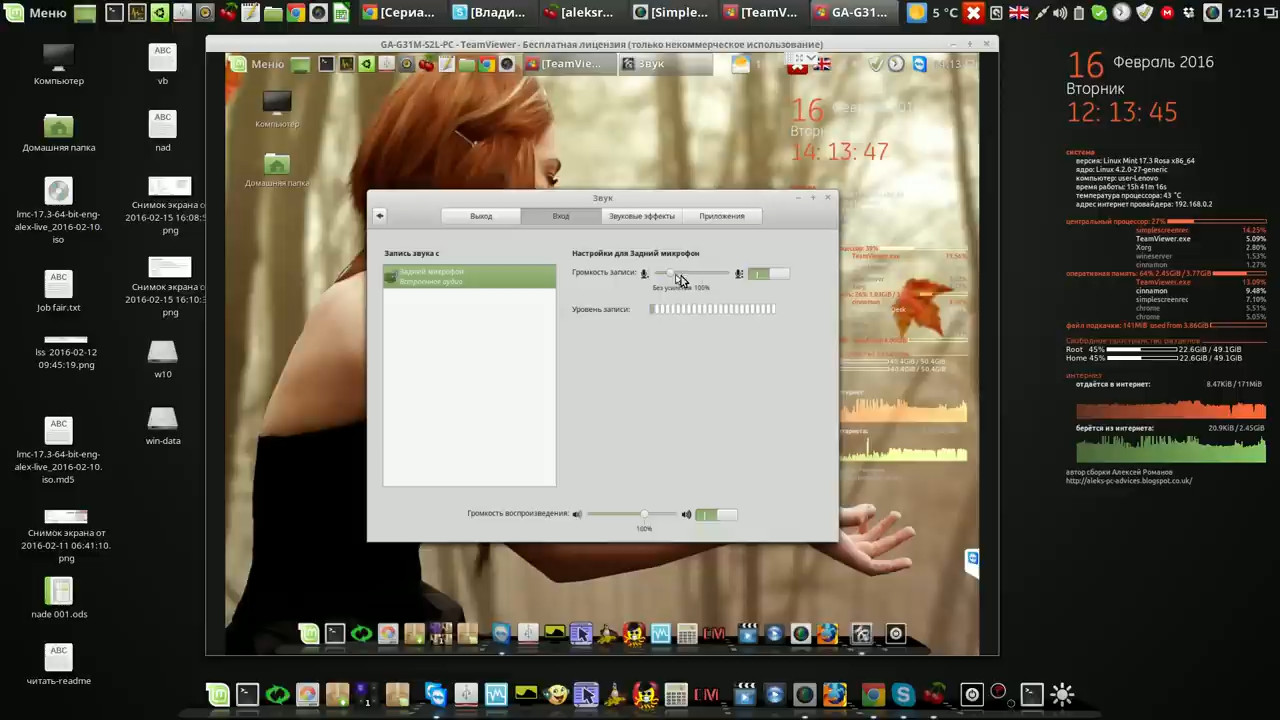 Меню
[Сериа...
[Влади...
[aleksr...
[Simple...
[TeamV...
GA-G31...
5 °C
12:13
Компьютер
vb
Домашняя папка
nad
lmc-17.3-64-bit-eng-
alex-live_2016-02-10.
iso
Снимок экрана о
2016-02-15 16:08:5
png
Job fair.txt
2016-02-15 16:10:3
png
lss 2016-02-12
09:45:19.png
w10
lmc-17.3-64-bit-eng-
alex-live_2016-02-10.
iso.md5
win-data
Снимок экрана от
2016-02-11 06:41:10.
png
nade 001.ods
читать-readme
GA-G31M-S2L-PC - TeamViewer - Бесплатная лицензия (только некоммерческое использование)
Меню
[TeamVie...
Звук
Компьютер
Домашняя папка
16
14: 13:47
Звук
Выход
Вход
Звуковые эффекты
Приложения
Запись звука с
Задний микрофон
Встроенное аудио
Настройки для Задний микрофон
Громкость записи:
100%
Уровень записи:
Громкость воспроизведения:
100%
16 Февраль 2016
Вторник
12: 13: 45
система
версия: Linux Mint 17.3 Rosa x86_64
ядро: Linux 4.2.0-27-generic
компьютер: user-Lenovo
время работы: 15h 41m 16s
температура процессора: 43 °C
адрес интернет провайдера: 192.168.0.2
центральный процессор: 27%
simplescreenrec 14.25%
TeamViewer.exe 5.09%
Xorg 2.80%
wineserver 1.53%
cinnamon 1.27%
оперативная память: 64% 2.45GiB / 3.77GiB
TeamViewer.exe 13.09%
cinnamon 9.48%
simplescreenrec 7.10%
chrome 5.51%
chrome 5.05%
файл подкачки: 141MiB used from 3.86GiB
Свободное пространство разделов
Root 45% 22.6GiB / 49.1GiB
Home 45% 22.6GiB / 49.1GiB
интернет
отдаётся в интернет: 8.47KiB / 171MiB
берётся из интернета: 20.9KiB / 2.45GiB
автор сборки Алексей Романов
http://aleks-pc-advices.blogspot.co.uk/